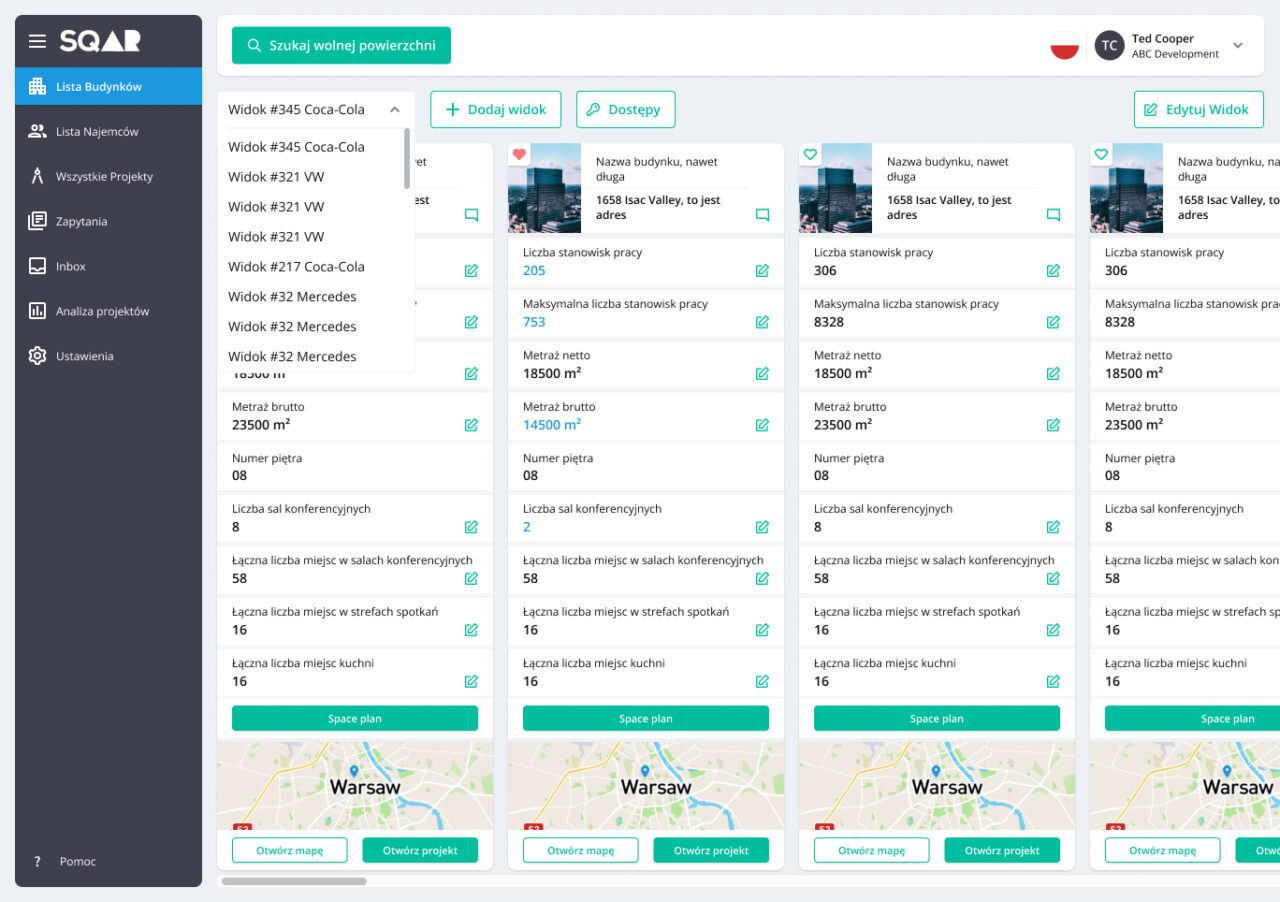 SQAR
Szukaj wolnej powierzchni
TC
Ted Cooper
ABC Development
Lista Budynków
Lista Najemców
Wszystkie Projekty
Zapytania
Inbox
Analiza projektów
Ustawienia
? Pomoc
Widok #345 Coca-Cola
Dodaj widok
Dostępy
Edytuj Widok
Widok #345 Coca-Cola
Widok #321 VW
Widok #321 VW
Widok #321 VW
Widok #217 Coca-Cola
Widok #32 Mercedes
Widok #32 Mercedes
Widok #32 Mercedes
18500 m²
Metraż brutto
23500 m²
Numer piętra
08
Liczba sal konferencyjnych
8
Łączna liczba miejsc w salach konferencyjnych
58
Łączna liczba miejsc w strefach spotkań
16
Łączna liczba miejsc kuchni
16
Space plan
Warsaw
S2
Otwórz mapę
Otwórz projekt
Nazwa budynku, nawet
długa
1658 Isac Valley, to jest
adres
Liczba stanowisk pracy
205
Maksymalna liczba stanowisk pracy
753
Metraż netto
18500 m²
Metraż brutto
14500 m²
Numer piętra
08
Liczba sal konferencyjnych
2
Łączna liczba miejsc w salach konferencyjnych
58
Łączna liczba miejsc w strefach spotkań
16
Łączna liczba miejsc kuchni
16
Space plan
Warsaw
S2
Otwórz mapę
Otwórz projekt
Nazwa budynku, nawet
długa
1658 Isac Valley, to jest
adres
Liczba stanowisk pracy
306
Maksymalna liczba stanowisk pracy
8328
Metraż netto
18500 m²
Metraż brutto
23500 m²
Numer piętra
08
Liczba sal konferencyjnych
8
Łączna liczba miejsc w salach konferencyjnych
58
Łączna liczba miejsc w strefach spotkań
16
Łączna liczba miejsc kuchni
16
Space plan
Warsaw
S2
Otwórz mapę
Otwórz projekt
Nazwa budynku, na
długa
1658 Isac Valley, to
adres
Liczba stanowisk pracy
306
Maksymalna liczba stanowisk pra
8328
Metraż netto
18500 m²
Metraż brutto
23500 m²
Numer piętra
08
Liczba sal konferencyjnych
8
Łączna liczba miejsc w salach kon
58
Łączna liczba miejsc w strefach sp
16
Łączna liczba miejsc kuchni
16
Space plan
Warsaw
S2
Otwórz mapę
Otwó